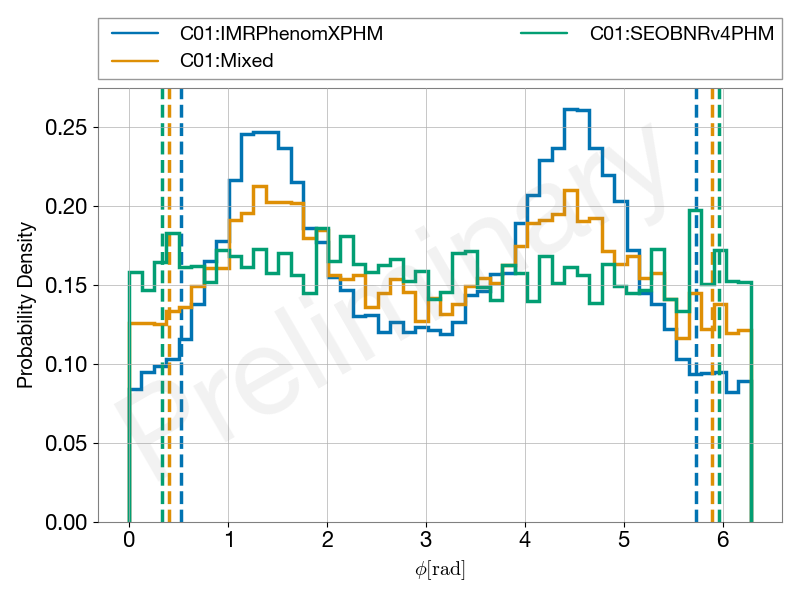 C01:IMRPhenomXPHM
C01:Mixed
C01:SEOBNRv4PHM
Preliminary
Probability Density
0.25
0.20
0.15
0.10
0.05
0.00
0 1 2 3 4 5 6
ϕ[rad]